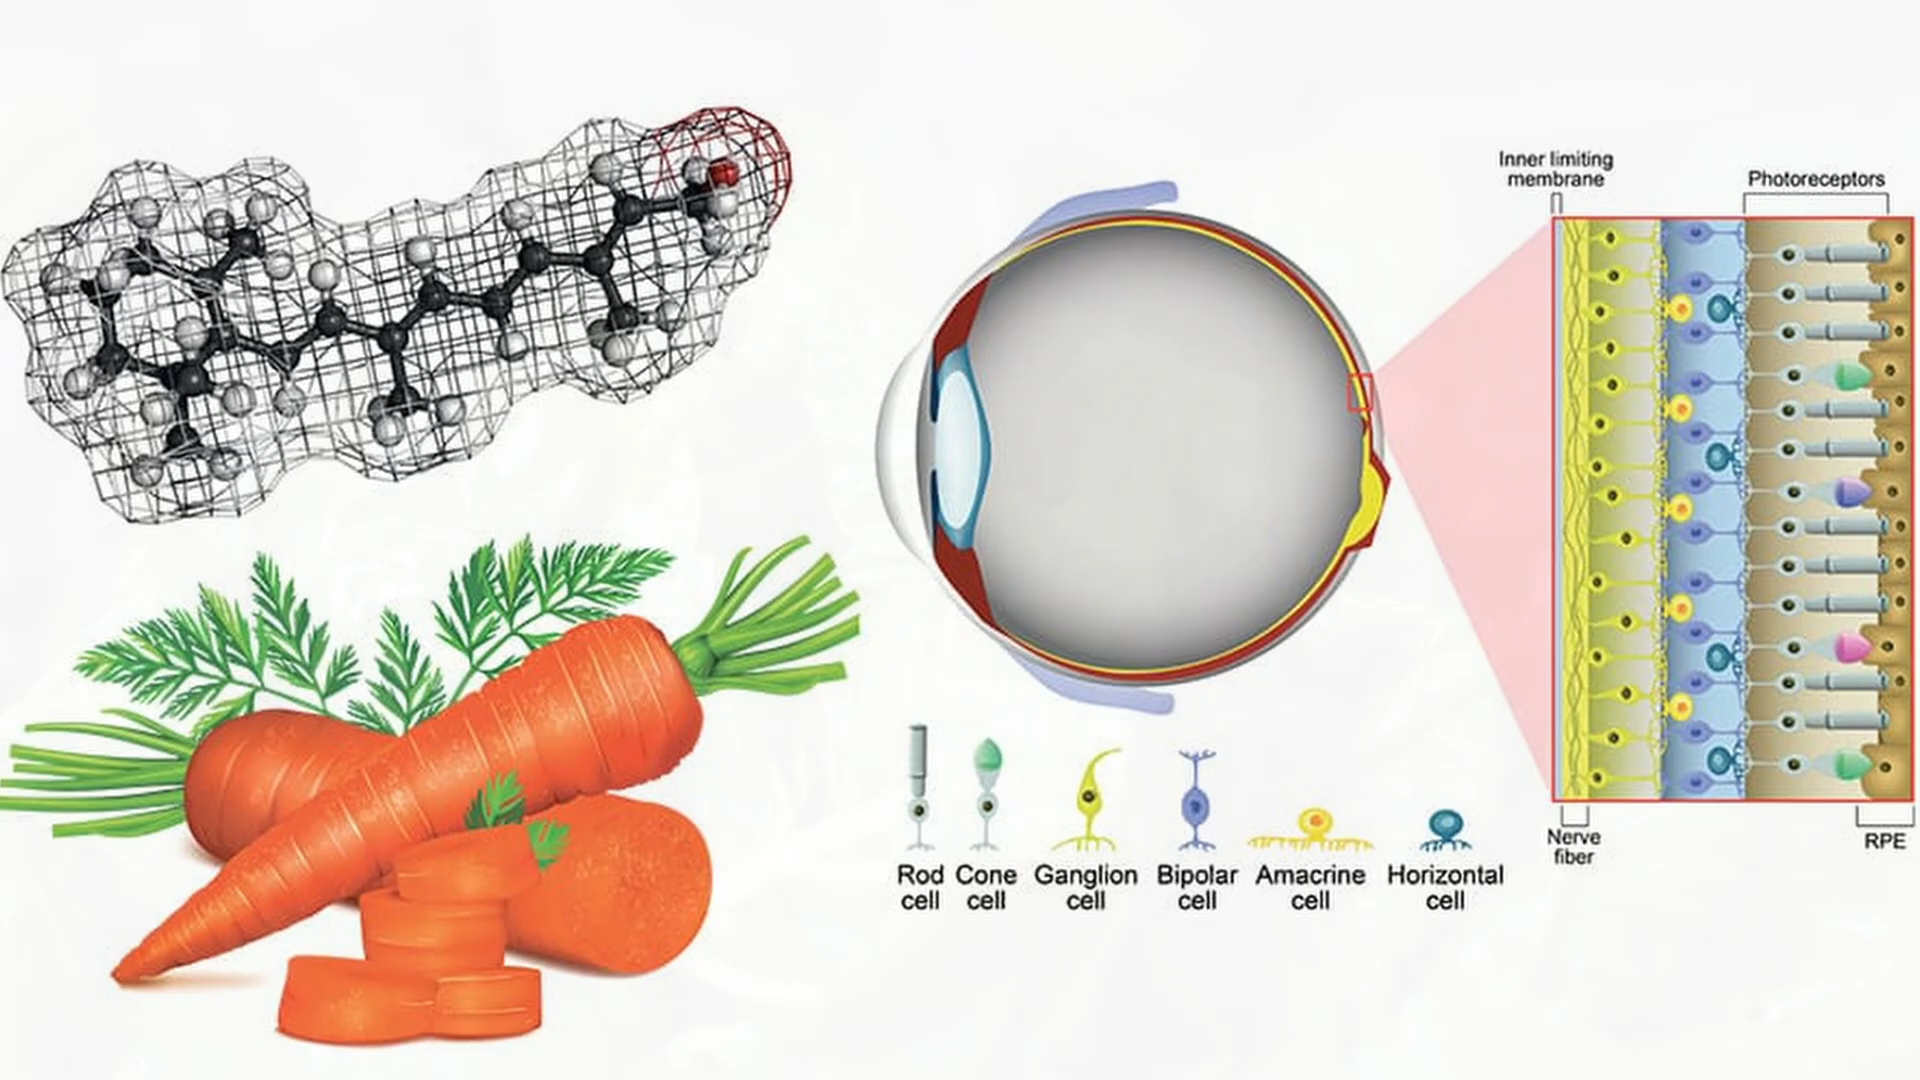 Inner limiting
membrane
Photoreceptors
Nerve
fiber
RPE
Rod
cell
Cone
cell
Ganglion
cell
Bipolar
cell
Amacrine
cell
Horizontal
cell